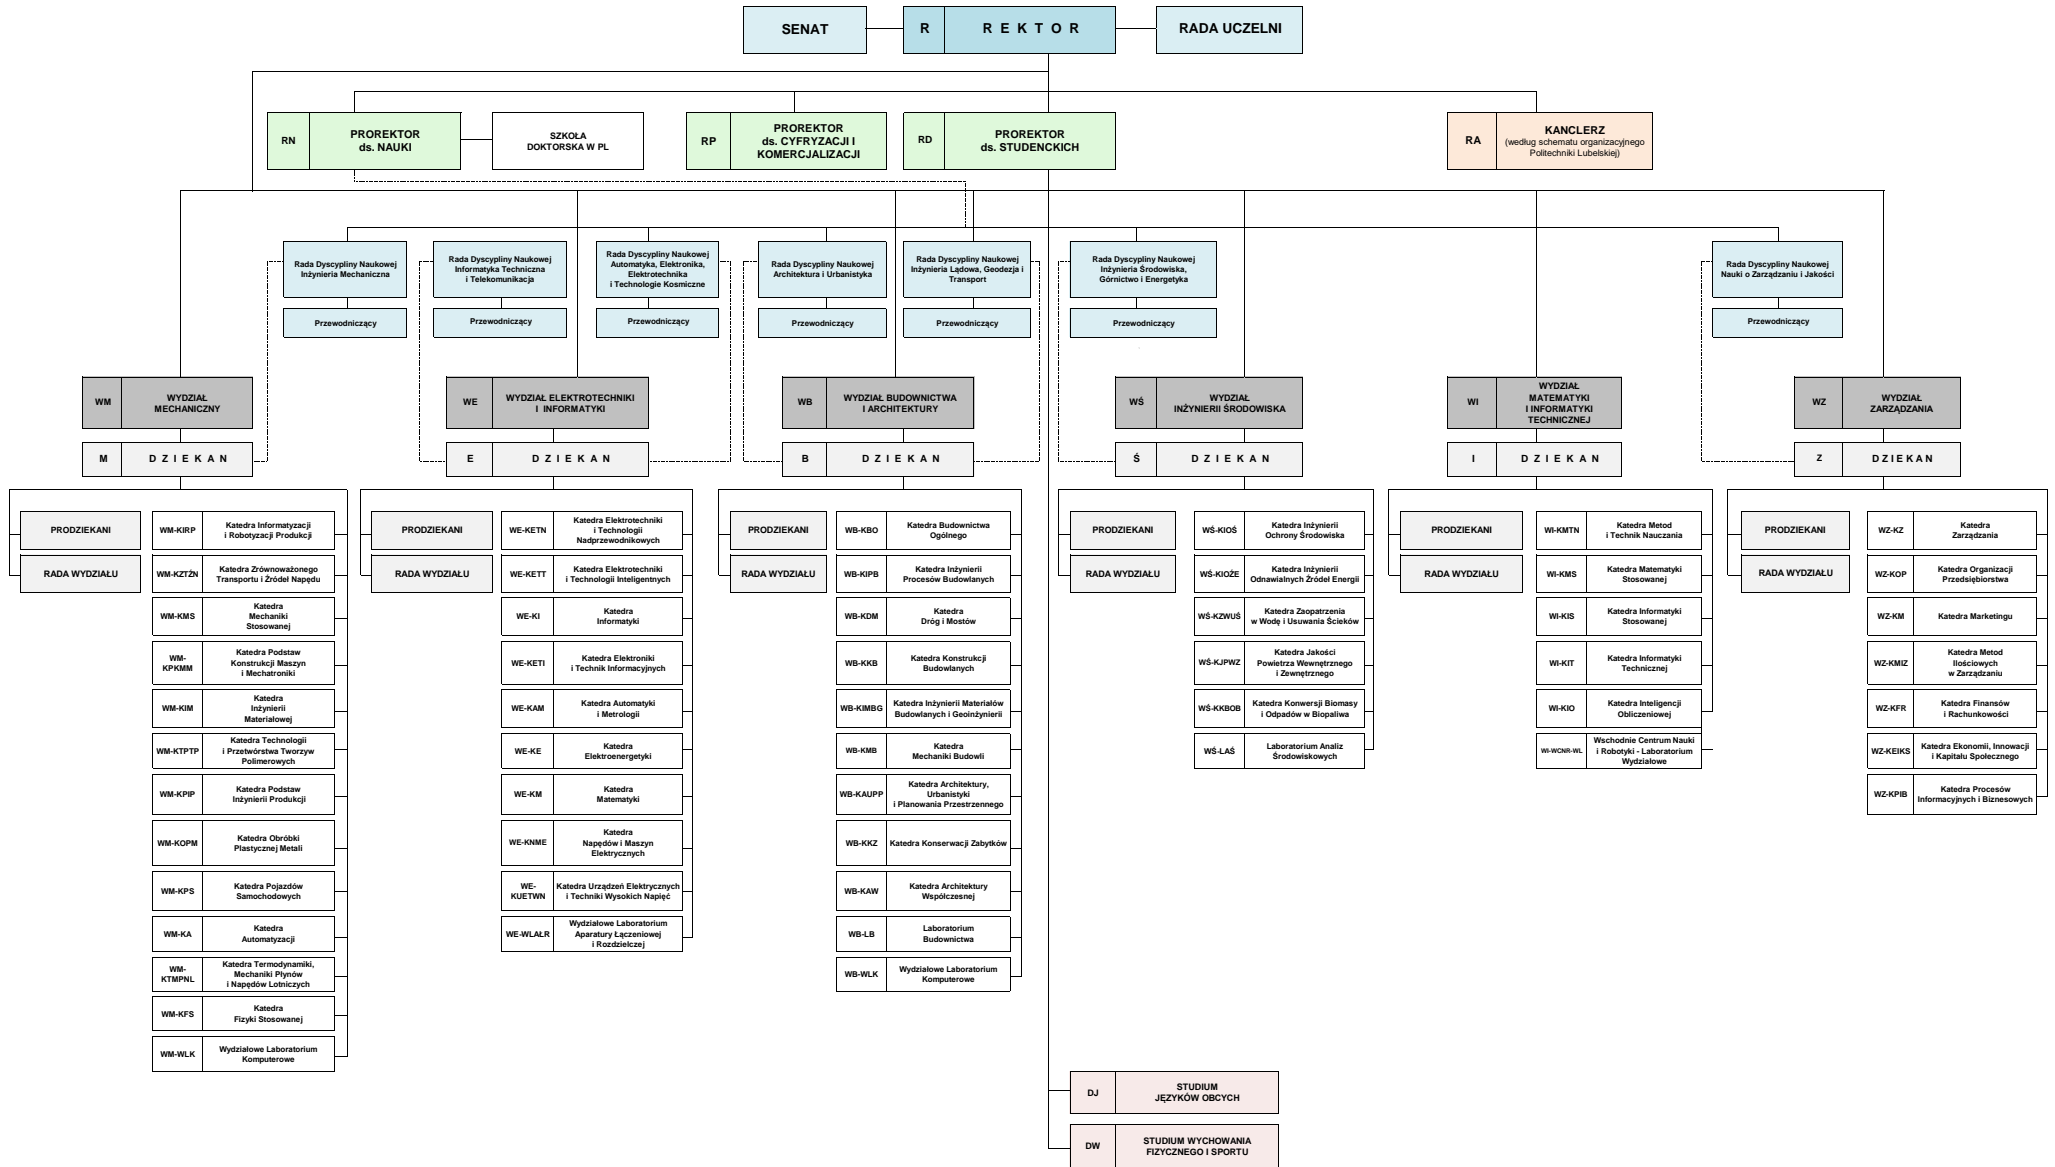 SENAT
R
R E K T O R
RADA UCZELNI
RN
PROREKTOR
ds. NAUKI
SZKOŁA
DOKTORSKA W PL
RP
PROREKTOR
ds. CYFRYZACJI I
KOMERCJALIZACJI
RD
PROREKTOR
ds. STUDENCKICH
RA
KANCLERZ
(według schematu organizacyjnego
Politechniki Lubelskiej)
Rada Dyscypliny Naukowej
Inżynieria Mechaniczna
Przewodniczący
Rada Dyscypliny Naukowej
Informatyka Techniczna
i Telekomunikacja
Przewodniczący
Rada Dyscypliny Naukowej
Automatyka, Elektronika,
Elektrotechnika
i Technologie Kosmiczne
Przewodniczący
Rada Dyscypliny Naukowej
Architektura i Urbanistyka
Przewodniczący
Rada Dyscypliny Naukowej
Inżynieria Lądowa, Geodezja i
Transport
Przewodniczący
Rada Dyscypliny Naukowej
Inżynieria Środowiska,
Górnictwo i Energetyka
Przewodniczący
Rada Dyscypliny Naukowej
Nauki o Zarządzaniu i Jakości
Przewodniczący
WM
WYDZIAŁ
MECHANICZNY
M
D Z I E K A N
PRODZIEKANI
RADA WYDZIAŁU
WM-KIRP
Katedra Informatyzacji
i Robotyzacji Produkcji
WM-KZTŻN
Katedra Zrównoważonego
Transportu i Źródeł Napędu
WM-KMS
Katedra
Mechaniki
Stosowanej
WM-
KPKMM
Katedra Podstaw
Konstrukcji Maszyn
i Mechatroniki
WM-KIM
Katedra
Inżynierii
Materiałowej
WM-KTPTP
Katedra Technologii
i Przetwórstwa Tworzyw
Polimerowych
WM-KPIP
Katedra Podstaw
Inżynierii Produkcji
WM-KOPM
Katedra Obróbki
Plastycznej Metali
WM-KPS
Katedra Pojazdów
Samochodowych
WM-KA
Katedra
Automatyzacji
WM-
KTMPNL
Katedra Termodynamiki,
Mechaniki Płynów
i Napędów Lotniczych
WM-KFS
Katedra
Fizyki Stosowanej
WM-WLK
Wydziałowe Laboratorium
Komputerowe
WE
WYDZIAŁ ELEKTROTECHNIKI
I INFORMATYKI
E
D Z I E K A N
PRODZIEKANI
RADA WYDZIAŁU
WE-KETN
Katedra Elektrotechniki
i Technologii
Nadprzewodnikowych
WE-KETT
Katedra Elektrotechniki
i Technologii Inteligentnych
WE-KI
Katedra
Informatyki
WE-KETI
Katedra Elektroniki
i Technik Informacyjnych
WE-KAM
Katedra Automatyki
i Metrologii
WE-KE
Katedra
Elektroenergetyki
WE-KM
Katedra
Matematyki
WE-KNME
Katedra
Napędów i Maszyn
Elektrycznych
WE-
KUETWN
Katedra Urządzeń Elektrycznych
i Techniki Wysokich Napięć
WE-WLAŁR
Wydziałowe Laboratorium
Aparatury Łączeniowej
i Rozdzielczej
WB
WYDZIAŁ BUDOWNICTWA
I ARCHITEKTURY
B
D Z I E K A N
PRODZIEKANI
RADA WYDZIAŁU
WB-KBO
Katedra Budownictwa
Ogólnego
WB-KIPB
Katedra Inżynierii
Procesów Budowlanych
WB-KDM
Katedra
Dróg i Mostów
WB-KKB
Katedra Konstrukcji
Budowlanych
WB-KIMBG
Katedra Inżynierii Materiałów
Budowlanych i Geoinżynierii
WB-KMB
Katedra
Mechaniki Budowli
WB-KAUPP
Katedra Architektury,
Urbanistyki
i Planowania Przestrzennego
WB-KKZ
Katedra Konserwacji Zabytków
WB-KAW
Katedra Architektury
Współczesnej
WB-LB
Laboratorium
Budownictwa
WB-WLK
Wydziałowe Laboratorium
Komputerowe
WŚ
WYDZIAŁ
INŻYNIERII ŚRODOWISKA
Ś
D Z I E K A N
PRODZIEKANI
RADA WYDZIAŁU
WŚ-KIOŚ
Katedra Inżynierii
Ochrony Środowiska
WŚ-KIOŹE
Katedra Inżynierii
Odnawialnych Źródeł Energii
WŚ-KZWUŚ
Katedra Zaopatrzenia
w Wodę i Usuwania Ścieków
WŚ-KJPWZ
Katedra Jakości
Powietrza Wewnętrznego
i Zewnętrznego
WŚ-KKBOB
Katedra Konwersji Biomasy
i Odpadów w Biopaliwa
WŚ-LAŚ
Laboratorium Analiz
Środowiskowych
WI
WYDZIAŁ
MATEMATYKI
I INFORMATYKI
TECHNICZNEJ
I
D Z I E K A N
PRODZIEKANI
RADA WYDZIAŁU
WI-KMTN
Katedra Metod
i Technik Nauczania
WI-KMS
Katedra Matematyki
Stosowanej
WI-KIS
Katedra Informatyki
Stosowanej
WI-KIT
Katedra Informatyki
Technicznej
WI-KIO
Katedra Inteligencji
Obliczeniowej
WI-WCNR-WL
Wschodnie Centrum Nauki
i Robotyki - Laboratorium
Wydziałowe
WZ
WYDZIAŁ
ZARZĄDZANIA
Z
D Z I E K A N
PRODZIEKANI
RADA WYDZIAŁU
WZ-KZ
Katedra
Zarządzania
WZ-KOP
Katedra Organizacji
Przedsiębiorstwa
WZ-KM
Katedra Marketingu
WZ-KMIZ
Katedra Metod
Ilościowych
w Zarządzaniu
WZ-KFR
Katedra Finansów
i Rachunkowości
WZ-KEIKS
Katedra Ekonomii, Innowacji
i Kapitału Społecznego
WZ-KPIB
Katedra Procesów
Informacyjnych i Biznesowych
DJ
STUDIUM
JĘZYKÓW OBCYCH
DW
STUDIUM WYCHOWANIA
FIZYCZNEGO I SPORTU